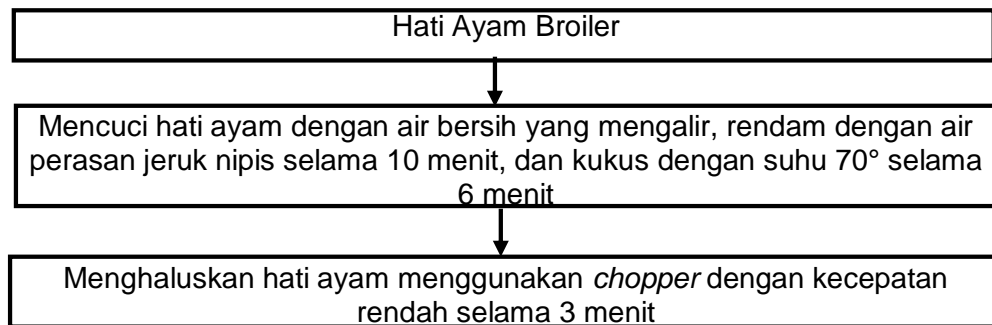 Hati Ayam Broiler
Mencuci hati ayam dengan air bersih yang mengalir, rendam dengan air
perasan jeruk nipis selama 10 menit, dan kukus dengan suhu 70° selama
6 menit
Menghaluskan hati ayam menggunakan chopper dengan kecepatan
rendah selama 3 menit